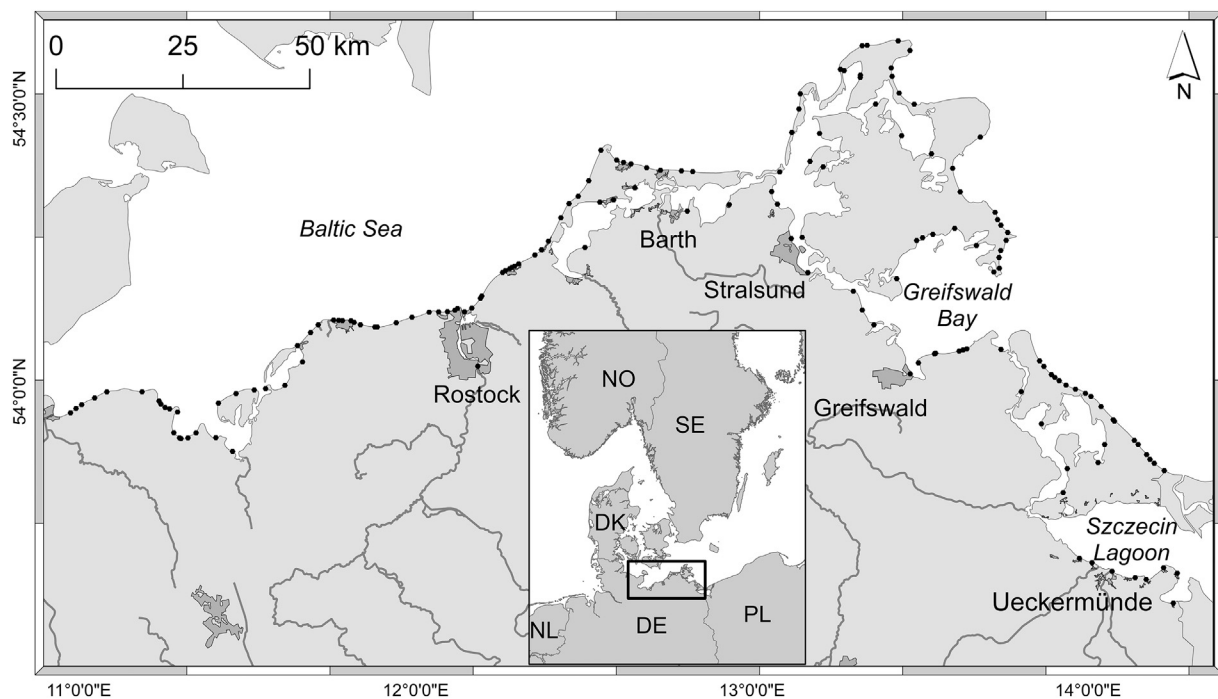 0 25 50 km
N
54°30'0"N
54°0'0"N
Baltic Sea
Barth
Stralsund
Greifswald
Bay
Rostock
Greifswald
Szczecin
Lagoon
Ueckermünde
NO
SE
DK
NL
DE
PL
11°0'0"E 12°0'0"E 13°0'0"E 14°0'0"E